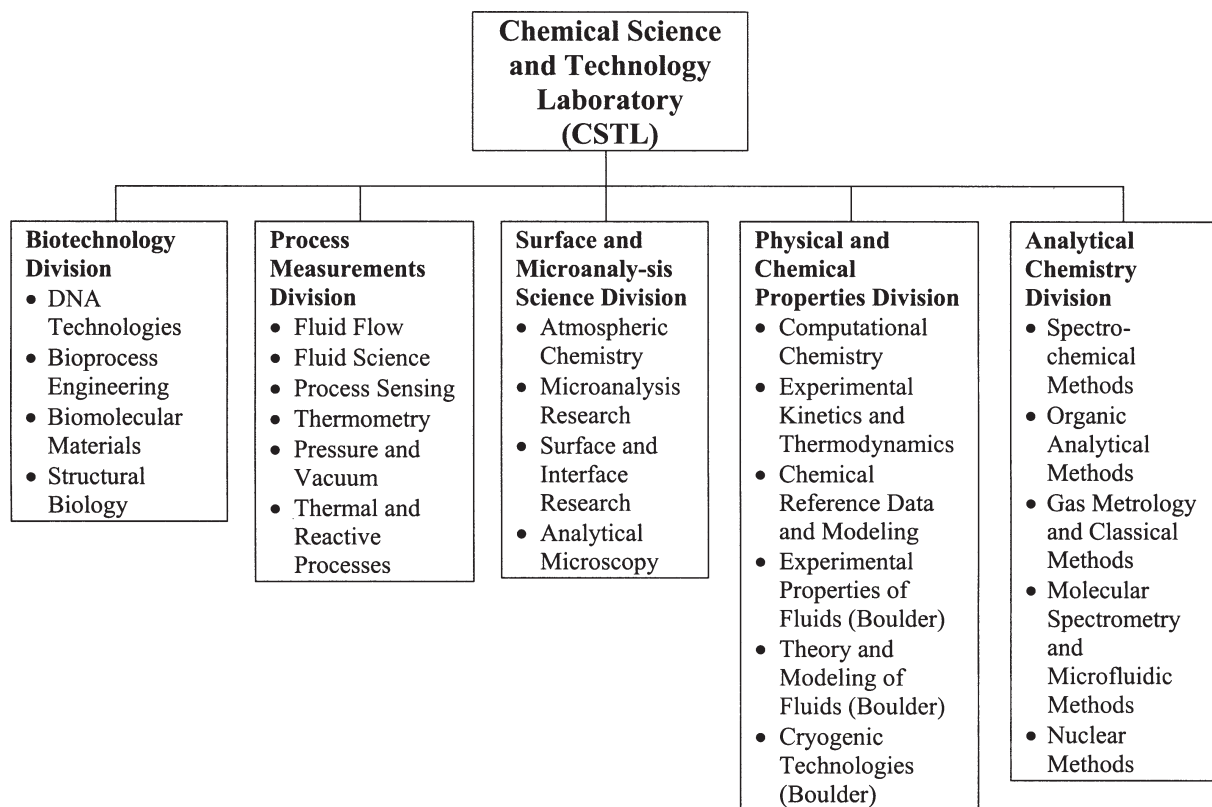 Chemical Science
and Technology
Laboratory
(CSTL)
Biotechnology
Division
• DNA
Technologies
• Bioprocess
Engineering
• Biomolecular
Materials
• Structural
Biology
Process
Measurements
Division
• Fluid Flow
• Fluid Science
• Process Sensing
• Thermometry
• Pressure and
Vacuum
• Thermal and
Reactive
Processes
Surface and
Microanaly-sis
Science Division
• Atmospheric
Chemistry
• Microanalysis
Research
• Surface and
Interface
Research
• Analytical
Microscopy
Physical and
Chemical
Properties Division
• Computational
Chemistry
• Experimental
Kinetics and
Thermodynamics
• Chemical
Reference Data
and Modeling
• Experimental
Properties of
Fluids (Boulder)
• Theory and
Modeling of
Fluids (Boulder)
• Cryogenic
Technologies
(Boulder)
Analytical
Chemistry
Division
• Spectro-
chemical
Methods
• Organic
Analytical
Methods
• Gas Metrology
and Classical
Methods
• Molecular
Spectrometry
and
Microfluidic
Methods
• Nuclear
Methods